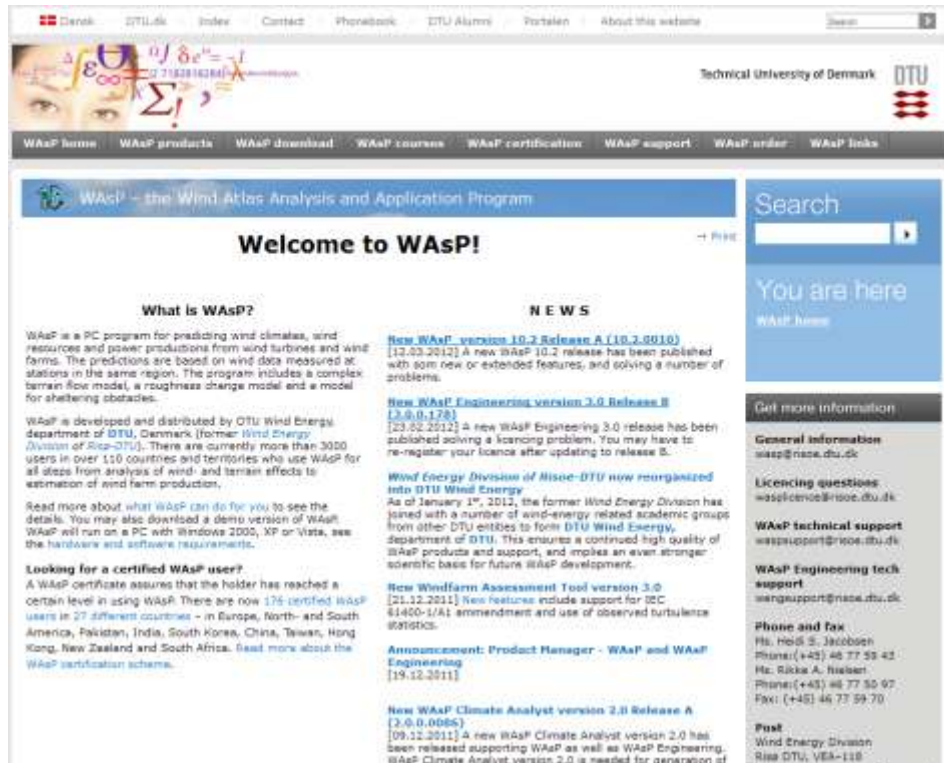 Dansk DTU.dk Index Contact Phonebook DTU Alumni Portalen About this website Search
Technical University of Denmark DTU
WAsP home WAsP products WAsP download WAsP courses WAsP certification WAsP support WAsP order WAsP links
WAsP - the Wind Atlas Analysis and Application Program
Welcome to WAsP!
→ Print
What is WAsP?
WAsP is a PC program for predicting wind climates, wind
resources and power productions from wind turbines and wind
farms. The predictions are based on wind data measured at
stations in the same region. The program includes a complex
terrain flow model, a roughness change model and a model
for sheltering obstacles.
WAsP is developed and distributed by DTU Wind Energy,
department of DTU, Denmark (former Wind Energy
Division of Risø-DTU). There are currently more than 3000
users in over 110 countries and territories who use WAsP for
all steps from analysis of wind- and terrain effects to
estimation of wind farm production.
Read more about what WAsP can do for you to see the
details. You may also download a demo version of WAsP.
WAsP will run on a PC with Windows 2000, XP or Vista, see
the hardware and software requirements.
Looking for a certified WAsP user?
A WAsP certificate assures that the holder has reached a
certain level in using WAsP. There are now 176 certified WAsP
users in 27 different countries - in Europe, North- and South
America, Pakistan, India, South Korea, China, Taiwan, Hong
Kong, New Zealand and South Africa. Read more about the
WAsP certification scheme.
N E W S
New WAsP version 10.2 Release A (10.2.0010)
[12.03.2012] A new WAsP 10.2 release has been published
with som new or extended features, and solving a number of
problems.
New WAsP Engineering version 3.0 Release B
(3.0.0.178)
[23.02.2012] A new WAsP Engineering 3.0 release has been
published solving a licencing problem. You may have to
re-register your licence after updating to release B.
Wind Energy Division of Risoe-DTU now reorganized
into DTU Wind Energy
As of January 1st, 2012, the former Wind Energy Division has
joined with a number of wind-energy related academic groups
from other DTU entities to form DTU Wind Energy,
department of DTU. This ensures a continued high quality of
WAsP products and support, and implies an even stronger
scientific basis for future WAsP development.
New Windfarm Assessment Tool version 3.0
[21.12.2011] New features include support for IEC
61400-1/A1 ammendment and use of observed turbulence
statistics.
Announcement: Product Manager - WAsP and WAsP
Engineering
[19.12.2011]
New WAsP Climate Analyst version 2.0 Release A
(2.0.0.0086)
[09.12.2011] A new WAsP Climate Analyst version 2.0 has
been released supporting WAsP as well as WAsP Engineering.
WAsP Climate Analyst version 2.0 is needed for generation of
Search
You are here
WAsP home
Get more information
General information
wasp@risoe.dtu.dk
Licencing questions
wasplicence@risoe.dtu.dk
WAsP technical support
waspsupport@risoe.dtu.dk
WAsP Engineering tech
support
wengsupport@risoe.dtu.dk
Phone and fax
Ms. Heidi S. Jacobsen
Phone:(+45) 46 77 59 43
Ms. Rikke A. Nielsen
Phone:(+45) 46 77 50 97
Fax: (+45) 46 77 59 70
Post
Wind Energy Division
Risø DTU, VEA-118